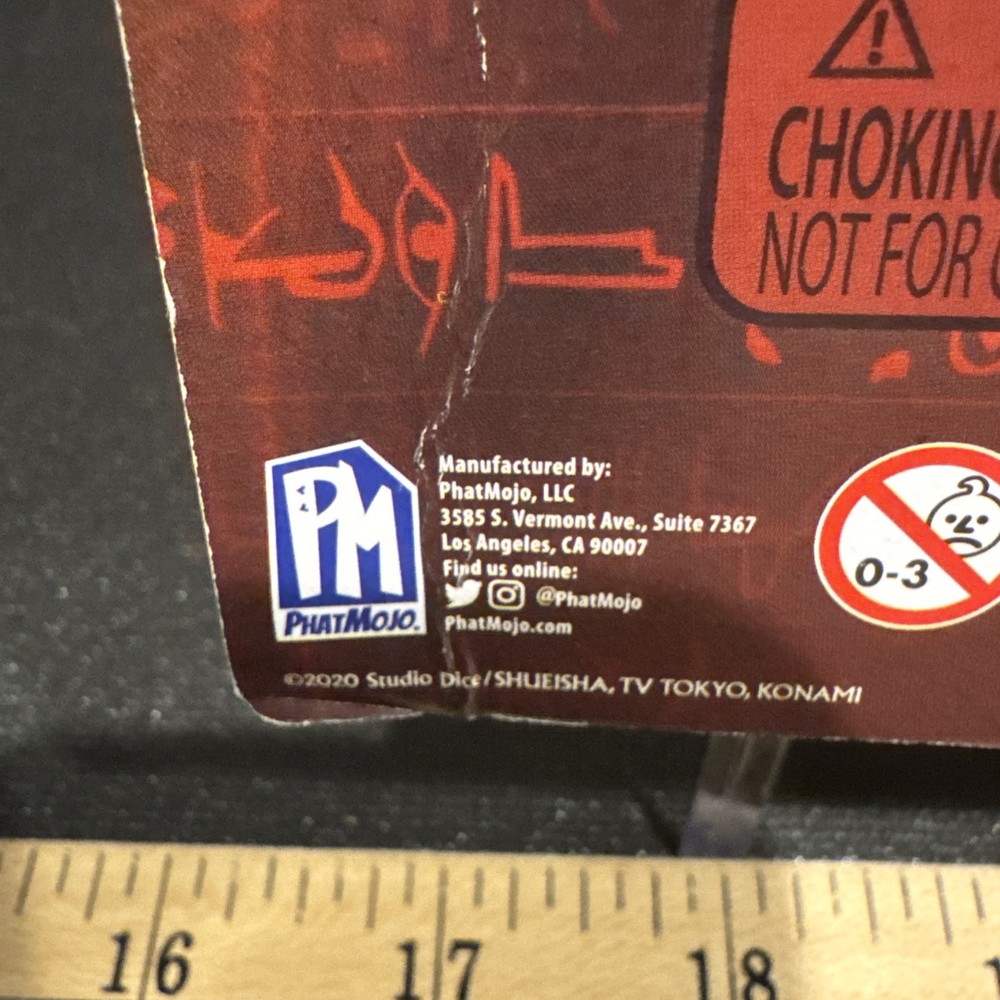 CHOKIN
NOT FOR
PM
PHATMOJO.
Manufactured by:
PhatMojo, LLC
3585 S. Vermont Ave., Suite 7367
Los Angeles, CA 90007
Find us online:
@PhatMojo
PhatMojo.com
0-3
©2020 Studio Dice/SHUEISHA, TV TOKYO, KONAMI
16 17 18